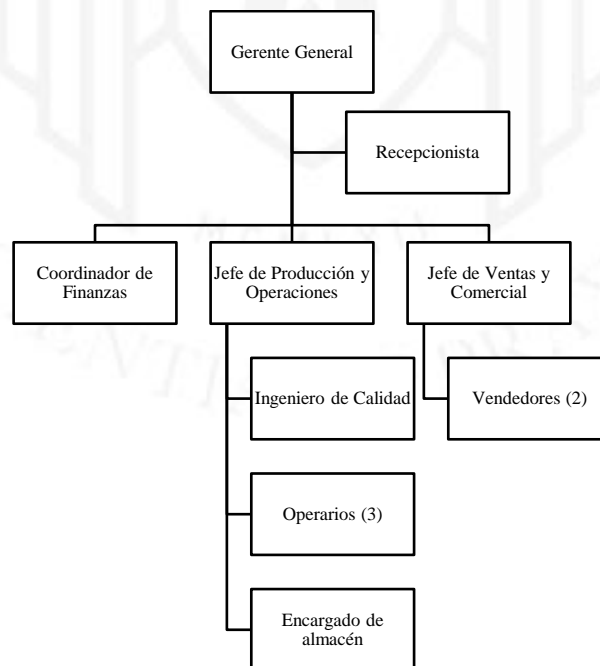 Gerente General
Recepcionista
Coordinador de
Finanzas
Jefe de Producción y
Operaciones
Jefe de Ventas y
Comercial
Ingeniero de Calidad
Vendedores (2)
Operarios (3)
Encargado de
almacén